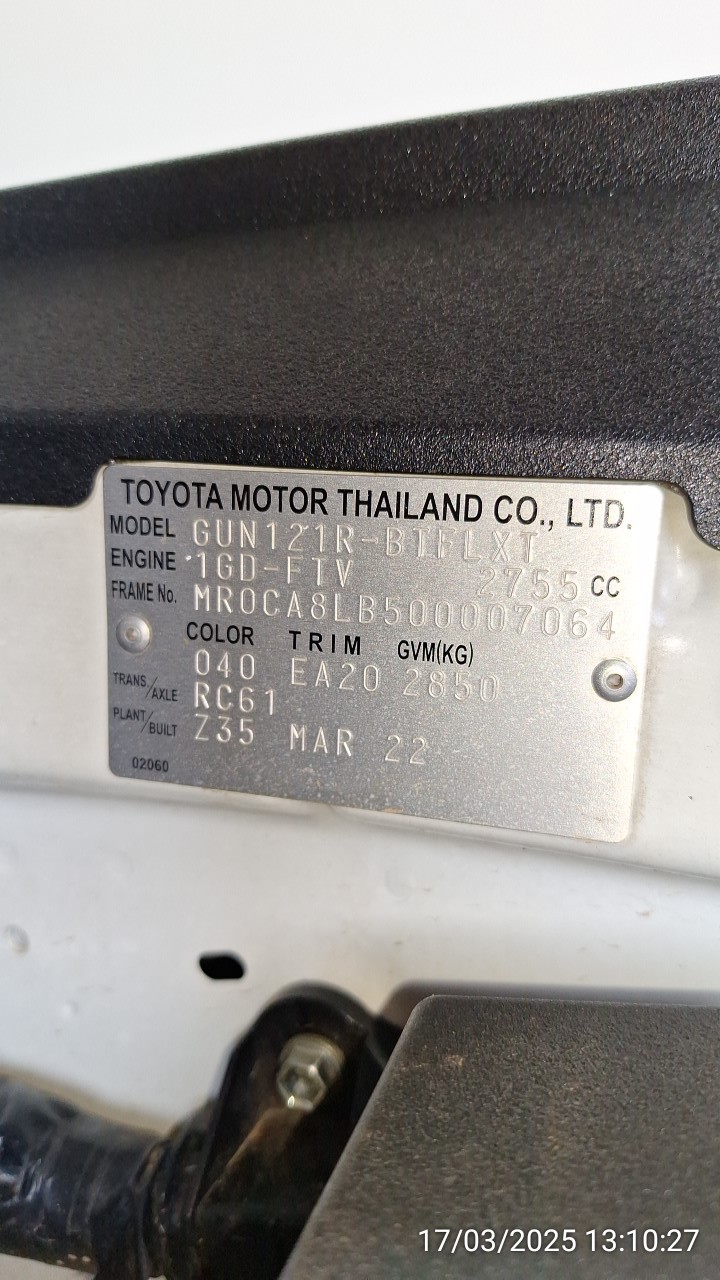 TOYOTA MOTOR THAILAND CO., LTD.
MODEL GUN121R-BTFLXT
ENGINE 1GD-FTV 2755 CC
FRAME No. MR0CA8LB500007064
COLOR TRIM GVM(KG)
040 EA20 2850
TRANS./AXLE RC61
PLANT/BUILT Z35 MAR 22
02060
17/03/2025 13:10:27